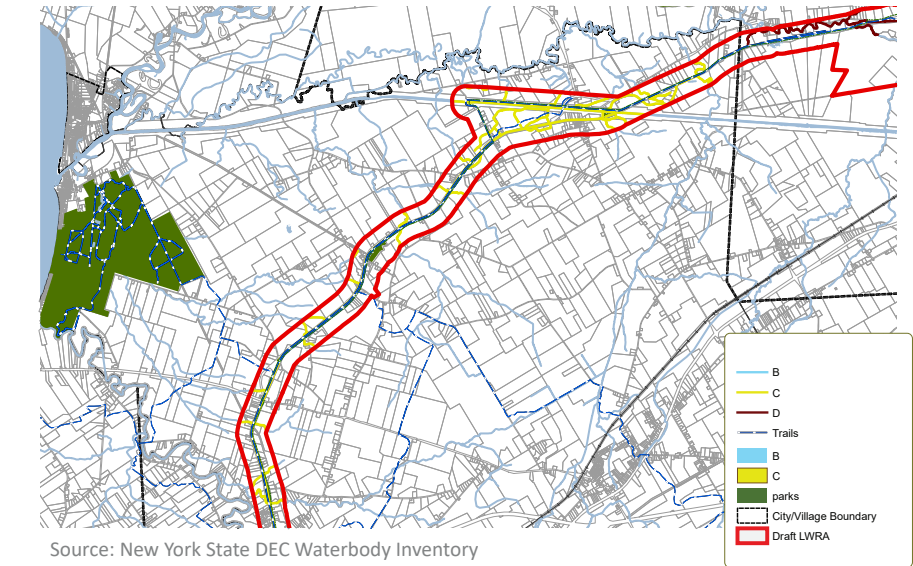 B
C
D
Trails
B
C
parks
City/Village Boundary
Draft LWRA
Source: New York State DEC Waterbody Inventory